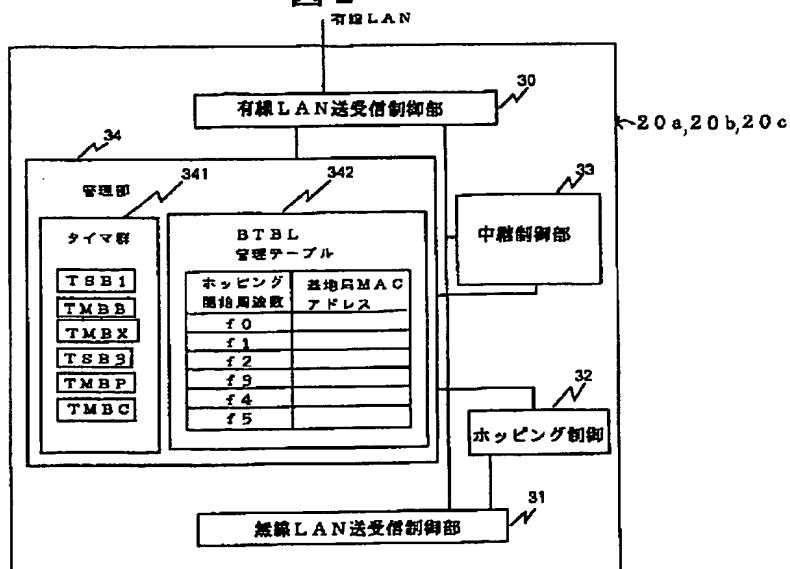 有線LAN
30
有線LAN送受信制御部
20a,20b,20c
34
管理部
341
342
33
タイマ群
BTBL
管理テーブル
中継制御部
TSB1
TMBB
TMBX
TSB3
TMBP
TMBC
ホッピング
開始周波数
基地局MAC
アドレス
f0
f1
f2
f3
f4
f5
32
ホッピング制御
31
無線LAN送受信制御部